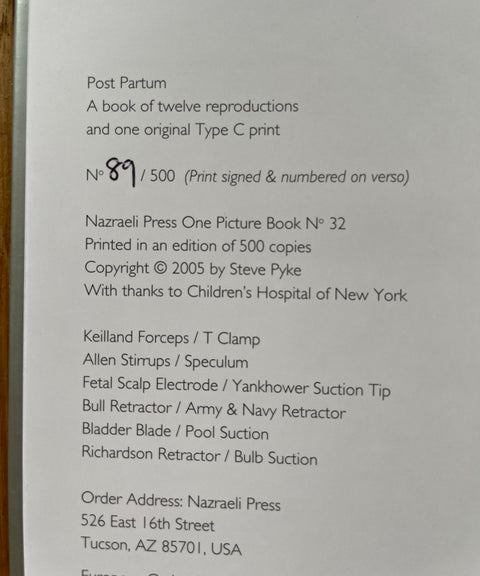 Post Partum
A book of twelve reproductions
and one original Type C print
Nº 89 / 500 (Print signed & numbered on verso)
Nazraeli Press One Picture Book Nº 32
Printed in an edition of 500 copies
Copyright © 2005 by Steve Pyke
With thanks to Children's Hospital of New York
Keilland Forceps / T Clamp
Allen Stirrups / Speculum
Fetal Scalp Electrode / Yankhower Suction Tip
Bull Retractor / Army & Navy Retractor
Bladder Blade / Pool Suction
Richardson Retractor / Bulb Suction
Order Address: Nazraeli Press
526 East 16th Street
Tucson, AZ 85701, USA